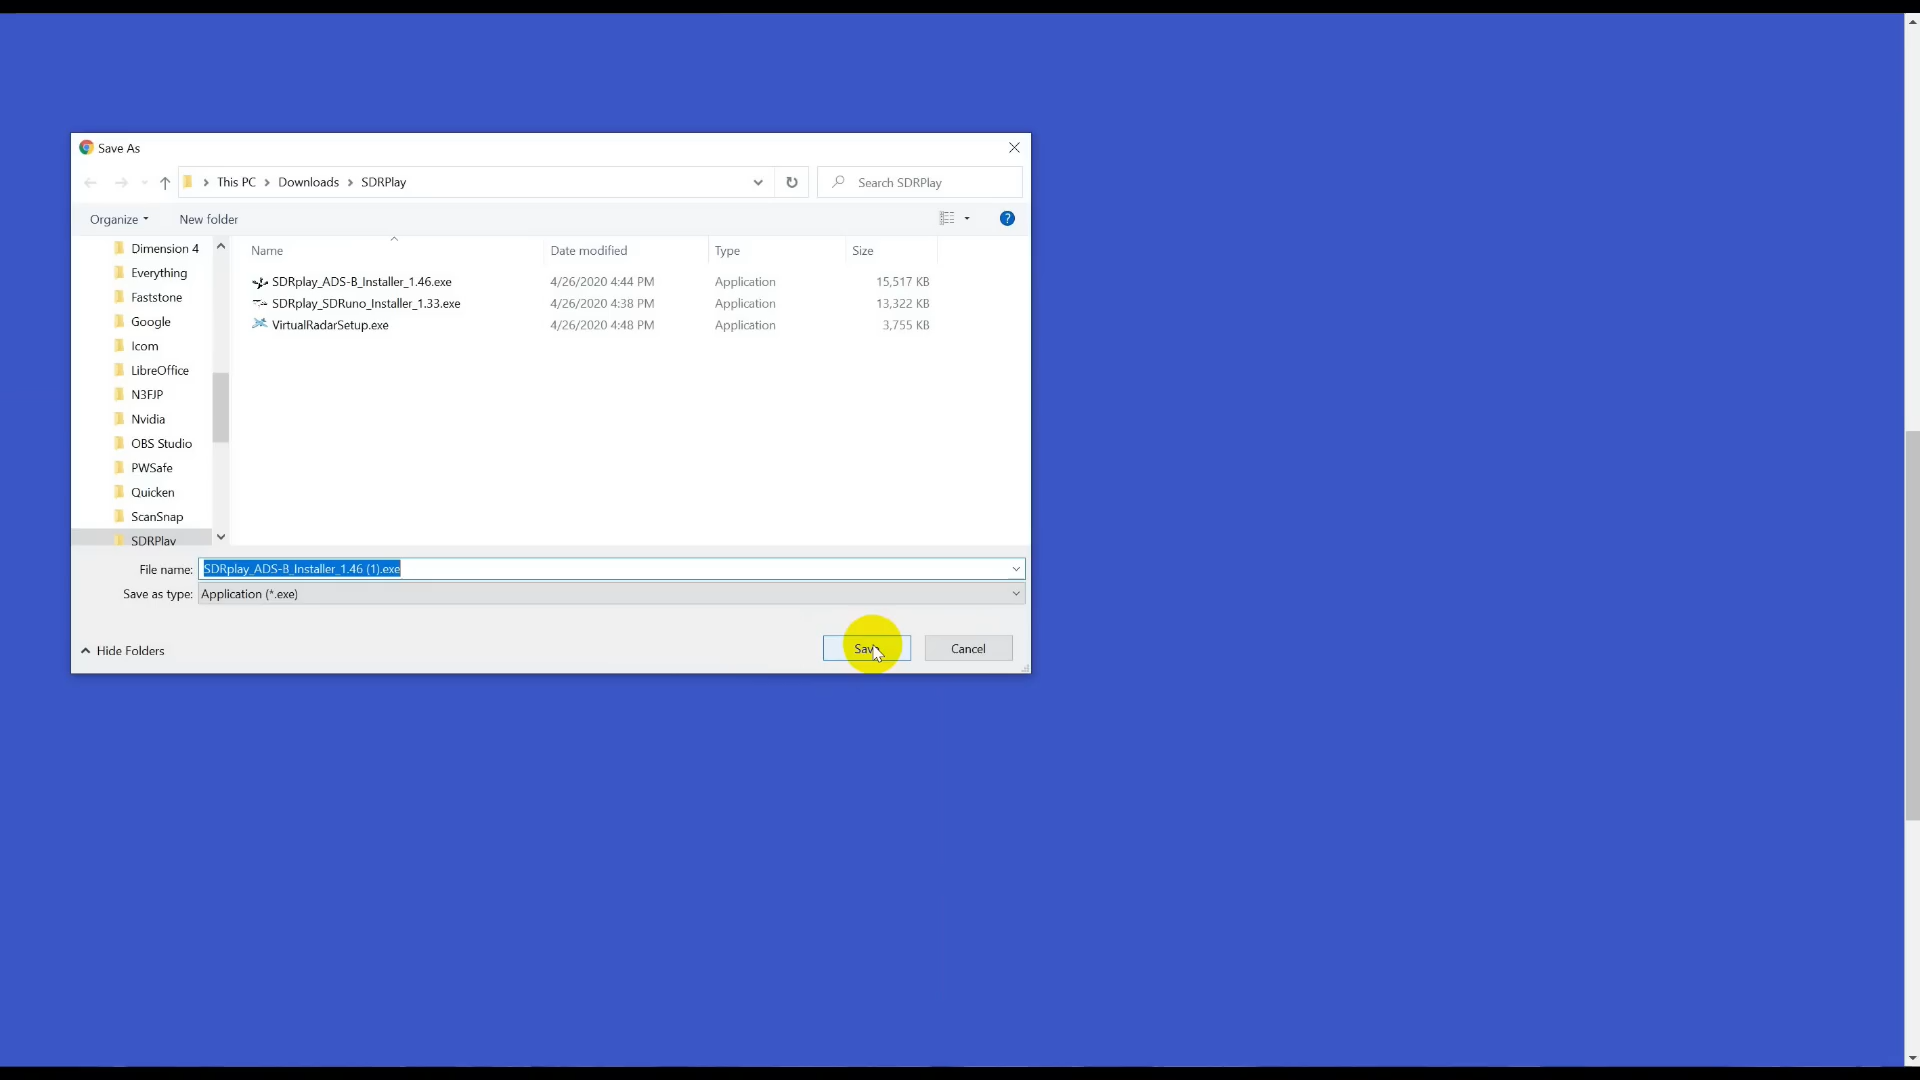 Save As
This PC > Downloads > SDRPlay
Search SDRPlay
Organize
New folder
?
Name Date modified Type Size
Dimension 4
Everything
Faststone
Google
Icom
LibreOffice
N3FJP
Nvidia
OBS Studio
PWSafe
Quicken
ScanSnap
SDRPlay
SDRplay_ADS-B_Installer_1.46.exe 4/26/2020 4:44 PM Application 15,517 KB
SDRplay_SDRuno_Installer_1.33.exe 4/26/2020 4:38 PM Application 13,322 KB
VirtualRadarSetup.exe 4/26/2020 4:48 PM Application 3,755 KB
File name: SDRplay_ADS-B_Installer_1.46 (1).exe
Save as type: Application (*.exe)
Hide Folders
Save
Cancel